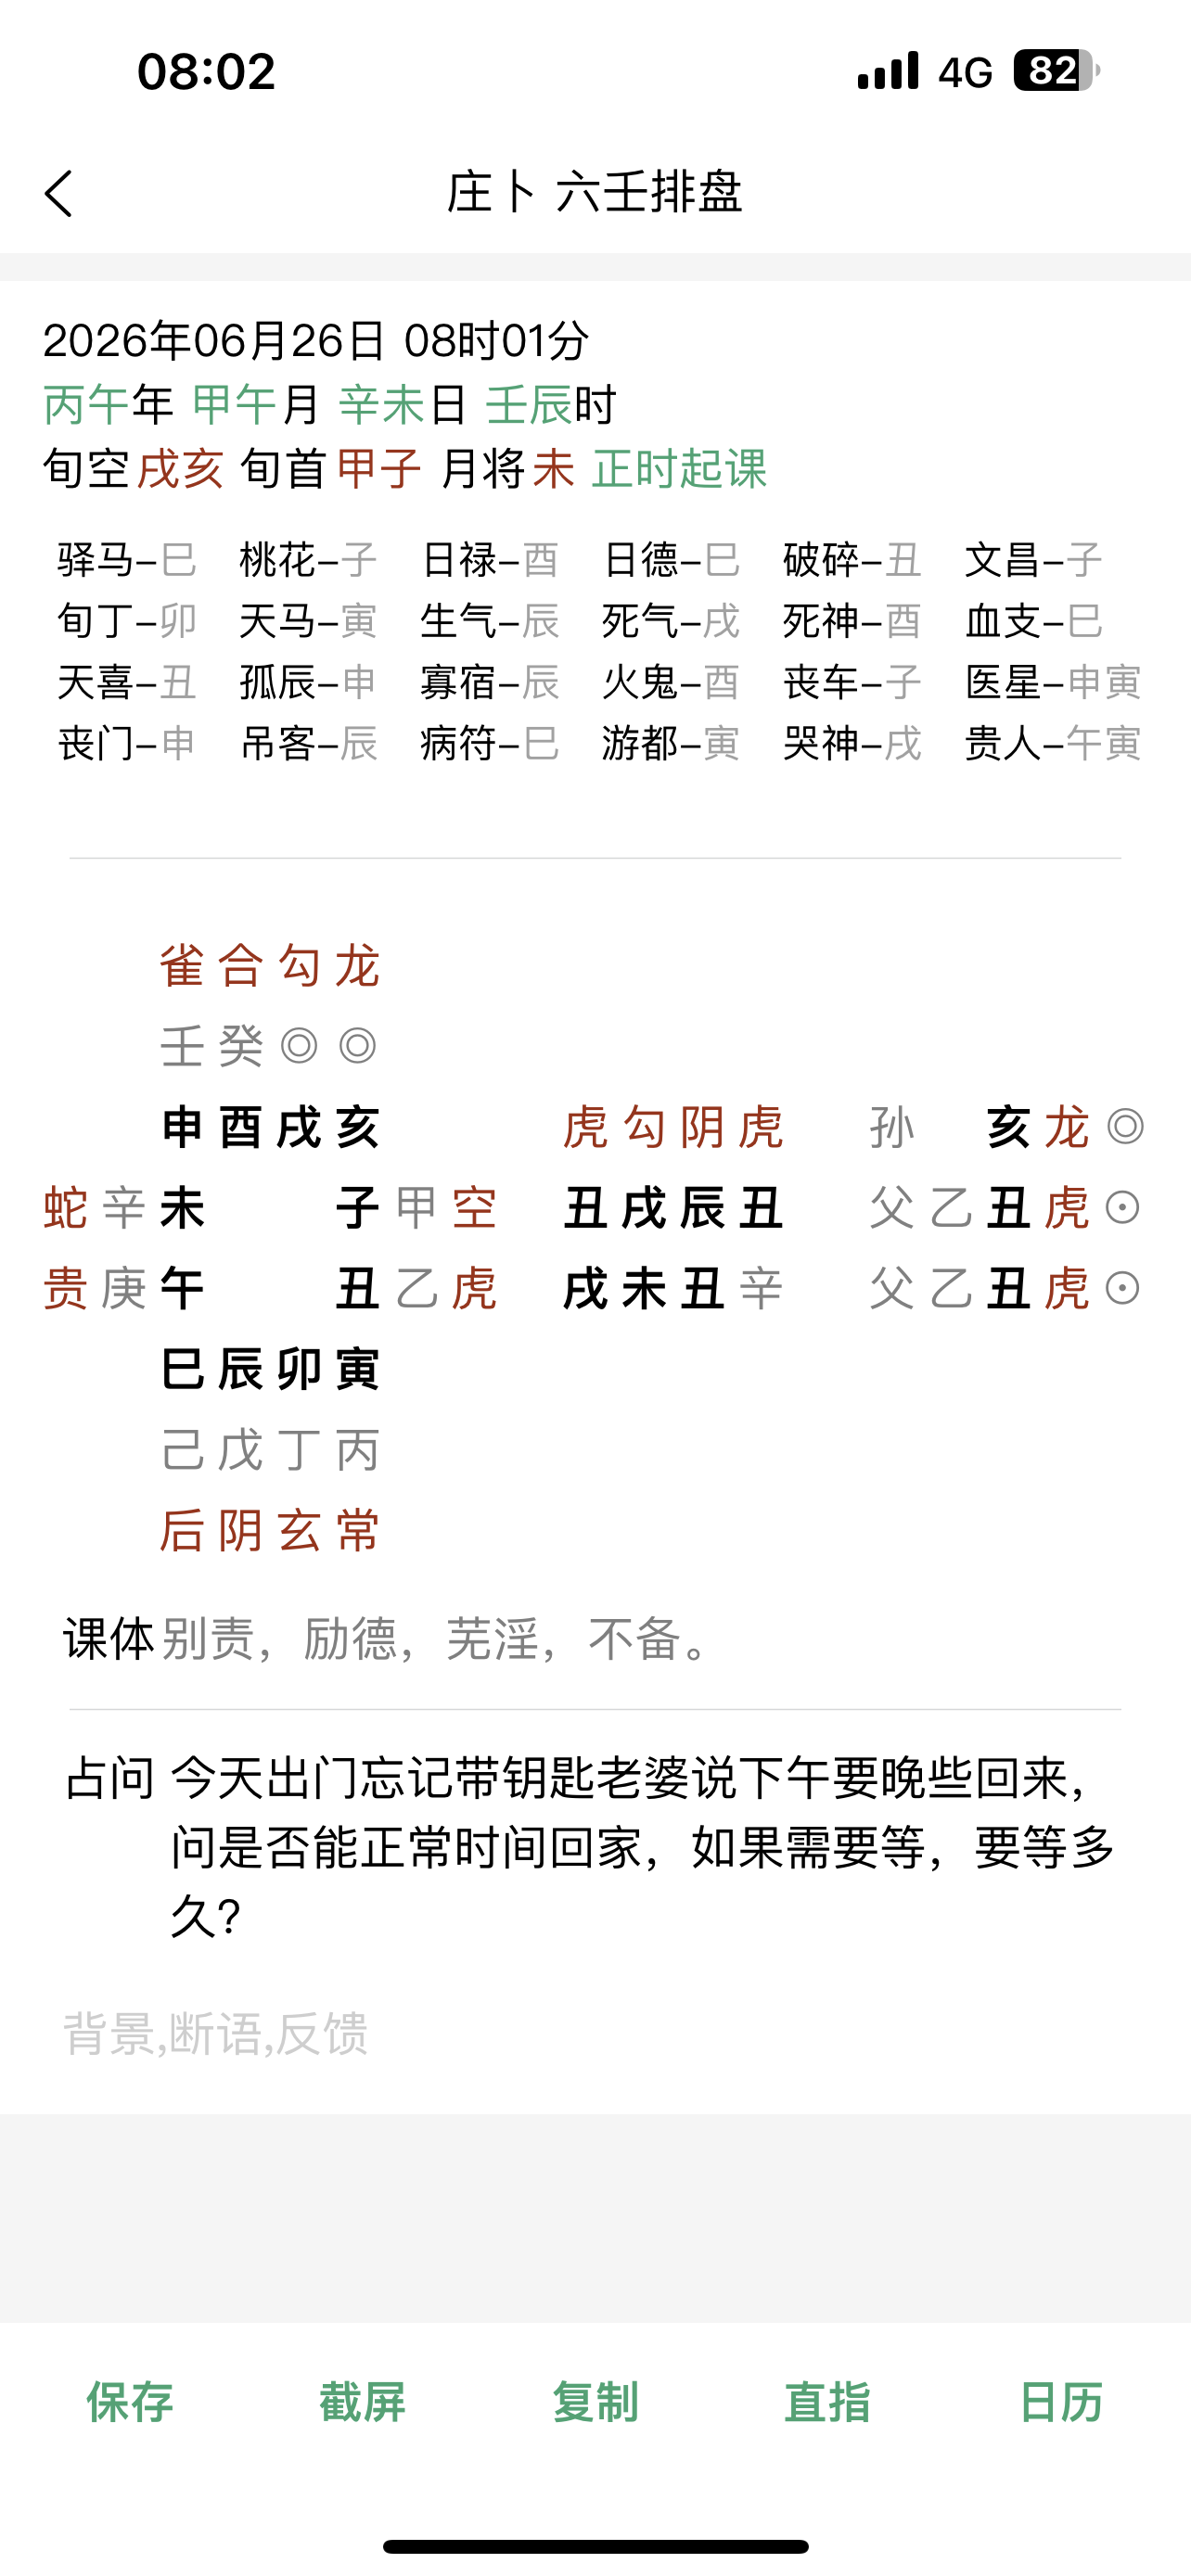 08:02 4G 82
庄卜 六壬排盘
2026年06月26日 08时01分
丙午年 甲午月 辛未日 壬辰时
旬空戌亥 旬首甲子 月将未 正时起课
驿马–巳 桃花–子 日禄–酉 日德–巳 破碎–丑 文昌–子
旬丁–卯 天马–寅 生气–辰 死气–戌 死神–酉 血支–巳
天喜–丑 孤辰–申 寡宿–辰 火鬼–酉 丧车–子 医星–申寅
丧门–申 吊客–辰 病符–巳 游都–寅 哭神–戌 贵人–午寅
雀 合 勾 龙
壬 癸 ◎ ◎
申 酉 戌 亥 虎 勾 阴 虎 孙 亥 龙 ◎
蛇 辛 未 子 甲 空 丑 戌 辰 丑 父 乙 丑 虎 ⊙
贵 庚 午 丑 乙 虎 戌 未 丑 辛 父 乙 丑 虎 ⊙
巳 辰 卯 寅
己 戊 丁 丙
后 阴 玄 常
课体 别责，励德，芜淫，不备。
占问 今天出门忘记带钥匙老婆说下午要晚些回来，
问是否能正常时间回家，如果需要等，要等多
久?
背景,断语,反馈
保存 截屏 复制 直指 日历